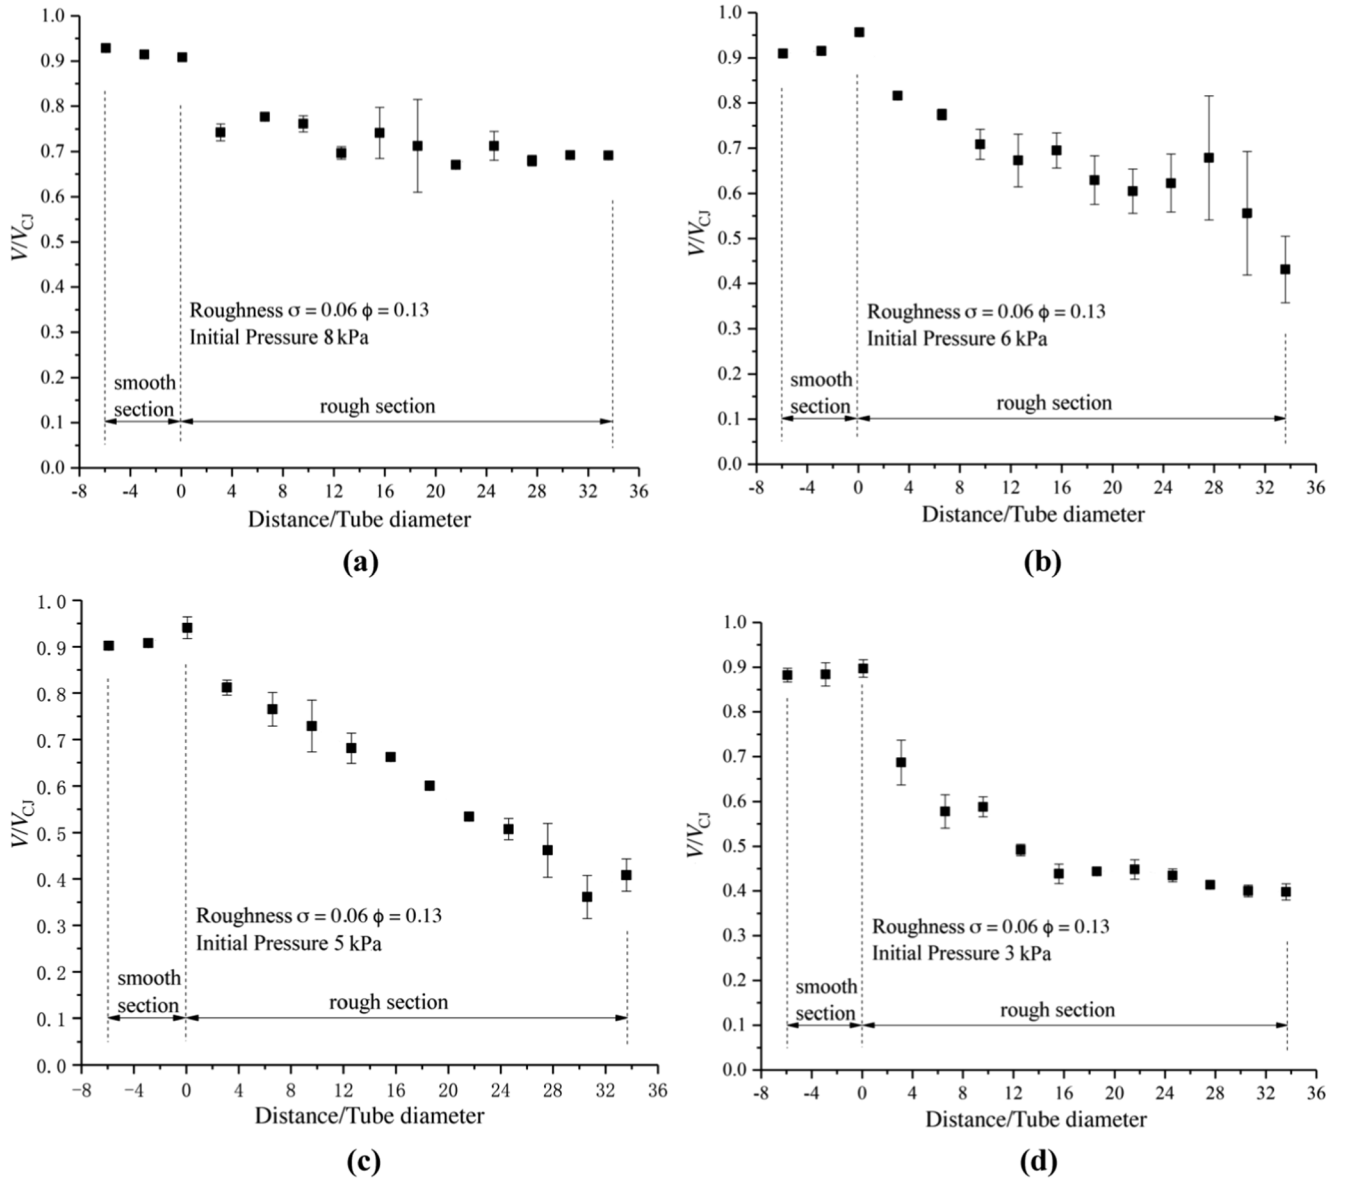 1.0
0.9
0.8
0.7
0.6
0.5
0.4
0.3
0.2
0.1
0.0
V/VCJ
Roughness σ = 0.06 ϕ = 0.13
Initial Pressure 8 kPa
smooth
section
rough section
-8 -4 0 4 8 12 16 20 24 28 32 36
Distance/Tube diameter
(a)
1.0
0.9
0.8
0.7
0.6
0.5
0.4
0.3
0.2
0.1
0.0
V/VCJ
Roughness σ = 0.06 ϕ = 0.13
Initial Pressure 6 kPa
smooth
section
rough section
-8 -4 0 4 8 12 16 20 24 28 32 36
Distance/Tube diameter
(b)
1.0
0.9
0.8
0.7
0.6
0.5
0.4
0.3
0.2
0.1
0.0
V/VCJ
Roughness σ = 0.06 ϕ = 0.13
Initial Pressure 5 kPa
smooth
section
rough section
−8 −4 0 4 8 12 16 20 24 28 32 36
Distance/Tube diameter
(c)
1.0
0.9
0.8
0.7
0.6
0.5
0.4
0.3
0.2
0.1
0.0
V/VCJ
Roughness σ = 0.06 ϕ = 0.13
Initial Pressure 3 kPa
smooth
section
rough section
-8 -4 0 4 8 12 16 20 24 28 32 36
Distance/Tube diameter
(d)